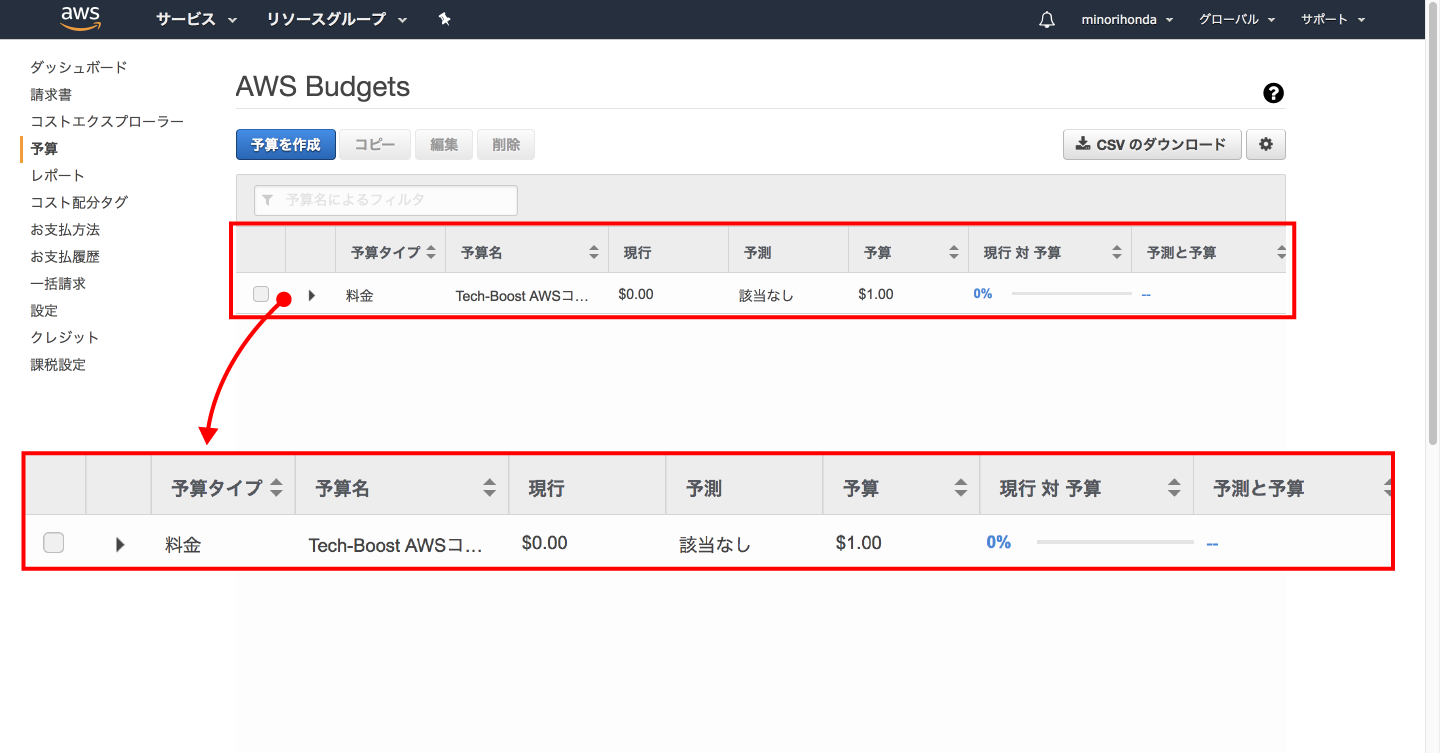 aws サービス リソースグループ minorihonda グローバル サポート
ダッシュボード
請求書
コストエクスプローラー
予算
レポート
コスト配分タグ
お支払方法
お支払履歴
一括請求
設定
クレジット
課税設定
AWS Budgets ?
予算を作成 コピー 編集 削除 CSV のダウンロード
予算名によるフィルタ
予算タイプ 予算名 現行 予測 予算 現行 対 予算 予測と予算
料金 Tech-Boost AWSコ... $0.00 該当なし $1.00 0% --
予算タイプ 予算名 現行 予測 予算 現行 対 予算 予測と予算
料金 Tech-Boost AWSコ... $0.00 該当なし $1.00 0% --